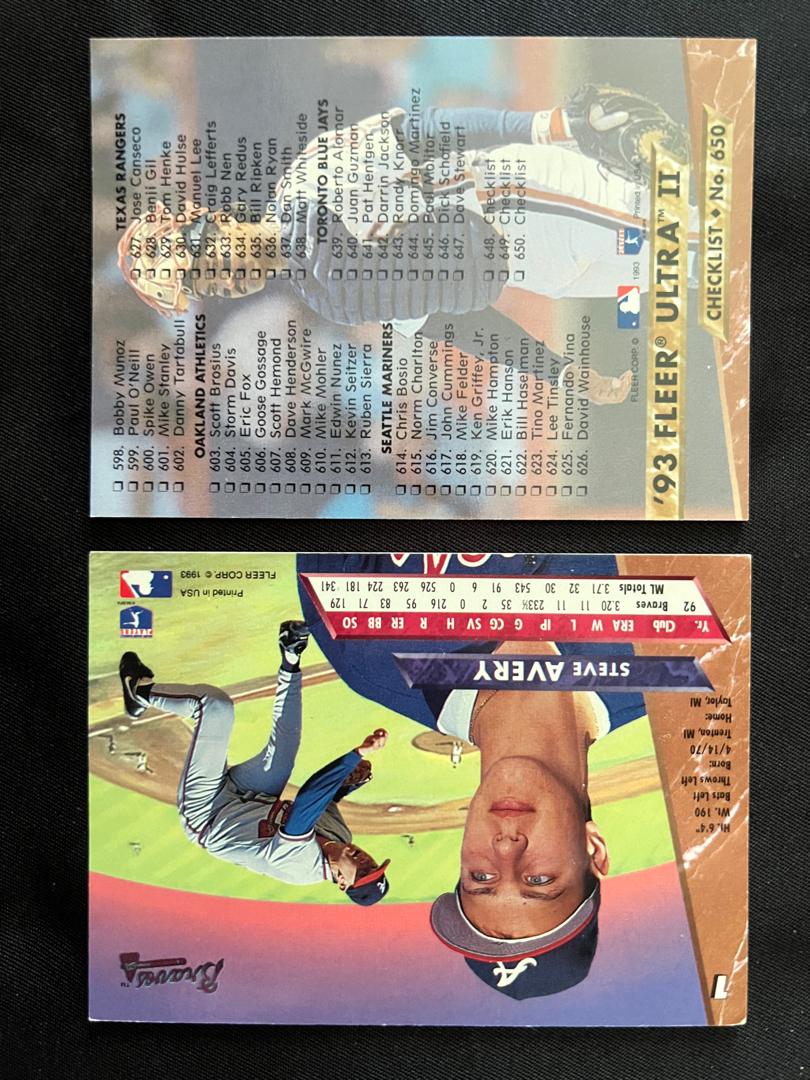 598. Bobby Munoz
599. Paul O'Neill
600. Spike Owen
601. Mike Stanley
602. Danny Tartabull
OAKLAND ATHLETICS
603. Scott Brosius
604. Storm Davis
605. Eric Fox
606. Goose Gossage
607. Scott Hemond
608. Dave Henderson
609. Mark McGwire
610. Mike Mohler
611. Edwin Nunez
612. Kevin Seitzer
613. Ruben Sierra
SEATTLE MARINERS
614. Chris Bosio
615. Norm Charlton
616. Jim Converse
617. John Cummings
618. Mike Felder
619. Ken Griffey, Jr.
620. Mike Hampton
621. Erik Hanson
622. Bill Haselman
623. Tino Martinez
624. Lee Tinsley
625. Fernando Vina
626. David Wainhouse
TEXAS RANGERS
627. Jose Canseco
628. Benji Gil
629. Tom Henke
630. David Hulse
631. Manuel Lee
632. Craig Lefferts
633. Robb Nen
634. Gary Redus
635. Bill Ripken
636. Nolan Ryan
637. Dan Smith
638. Matt Whiteside
TORONTO BLUE JAYS
639. Roberto Alomar
640. Juan Guzman
641. Pat Hentgen
642. Darrin Jackson
643. Randy Knorr
644. Domingo Martinez
645. Paul Molitor
646. Dick Schofield
647. Dave Stewart
648. Checklist
649. Checklist
650. Checklist
FLEER CORP. © 1993 Printed in USA
'93 FLEER® ULTRA™ II
CHECKLIST ◆ No. 650
1
Ht. 6'4"
Wt. 190
Bats Left
Throws Left
Born:
4/14/70
Trenton, MI
Home:
Taylor, MI
STEVE AVERY
Yr. Club ERA W L IP G CG SV H R ER BB SO
92 Braves 3.20 11 11 233⅔ 35 2 0 216 95 83 71 129
ML Totals 3.71 32 30 543 91 6 0 526 263 224 181 341
Braves™
A
A
Printed in USA
FLEER CORP. © 1993